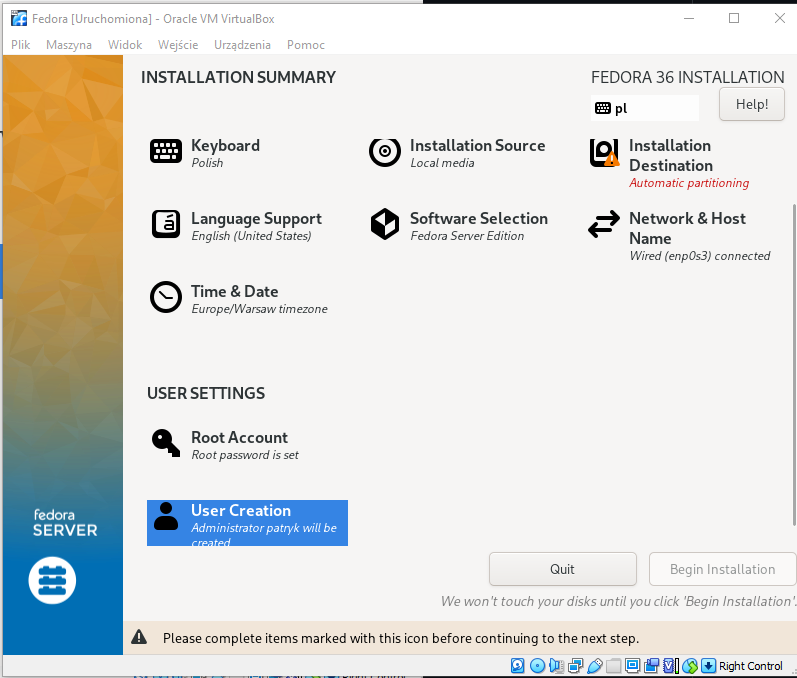 Fedora [Uruchomiona] - Oracle VM VirtualBox
Plik Maszyna Widok Wejście Urządzenia Pomoc
INSTALLATION SUMMARY
FEDORA 36 INSTALLATION
pl
Help!
Keyboard
Polish
Installation Source
Local media
Installation
Destination
Automatic partitioning
Language Support
English (United States)
Software Selection
Fedora Server Edition
Network & Host
Name
Wired (enp0s3) connected
Time & Date
Europe/Warsaw timezone
USER SETTINGS
Root Account
Root password is set
User Creation
Administrator patryk will be
created
fedora
SERVER
Quit
Begin Installation
We won't touch your disks until you click 'Begin Installation'.
Please complete items marked with this icon before continuing to the next step.
Right Control